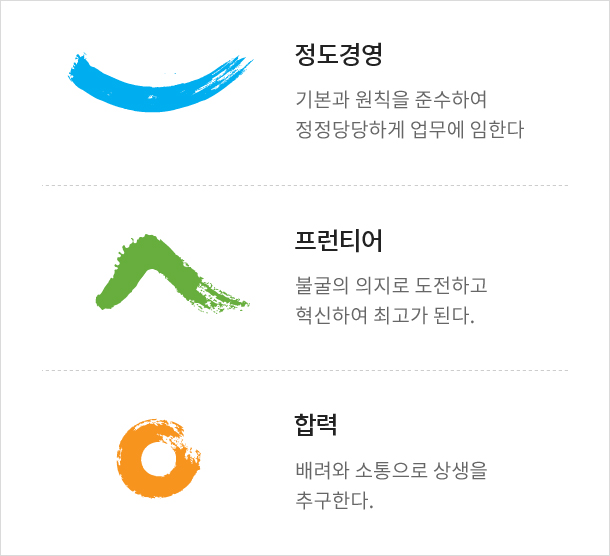 정도경영
기본과 원칙을 준수하여
정정당당하게 업무에 임한다
프런티어
불굴의 의지로 도전하고
혁신하여 최고가 된다.
합력
배려와 소통으로 상생을
추구한다.